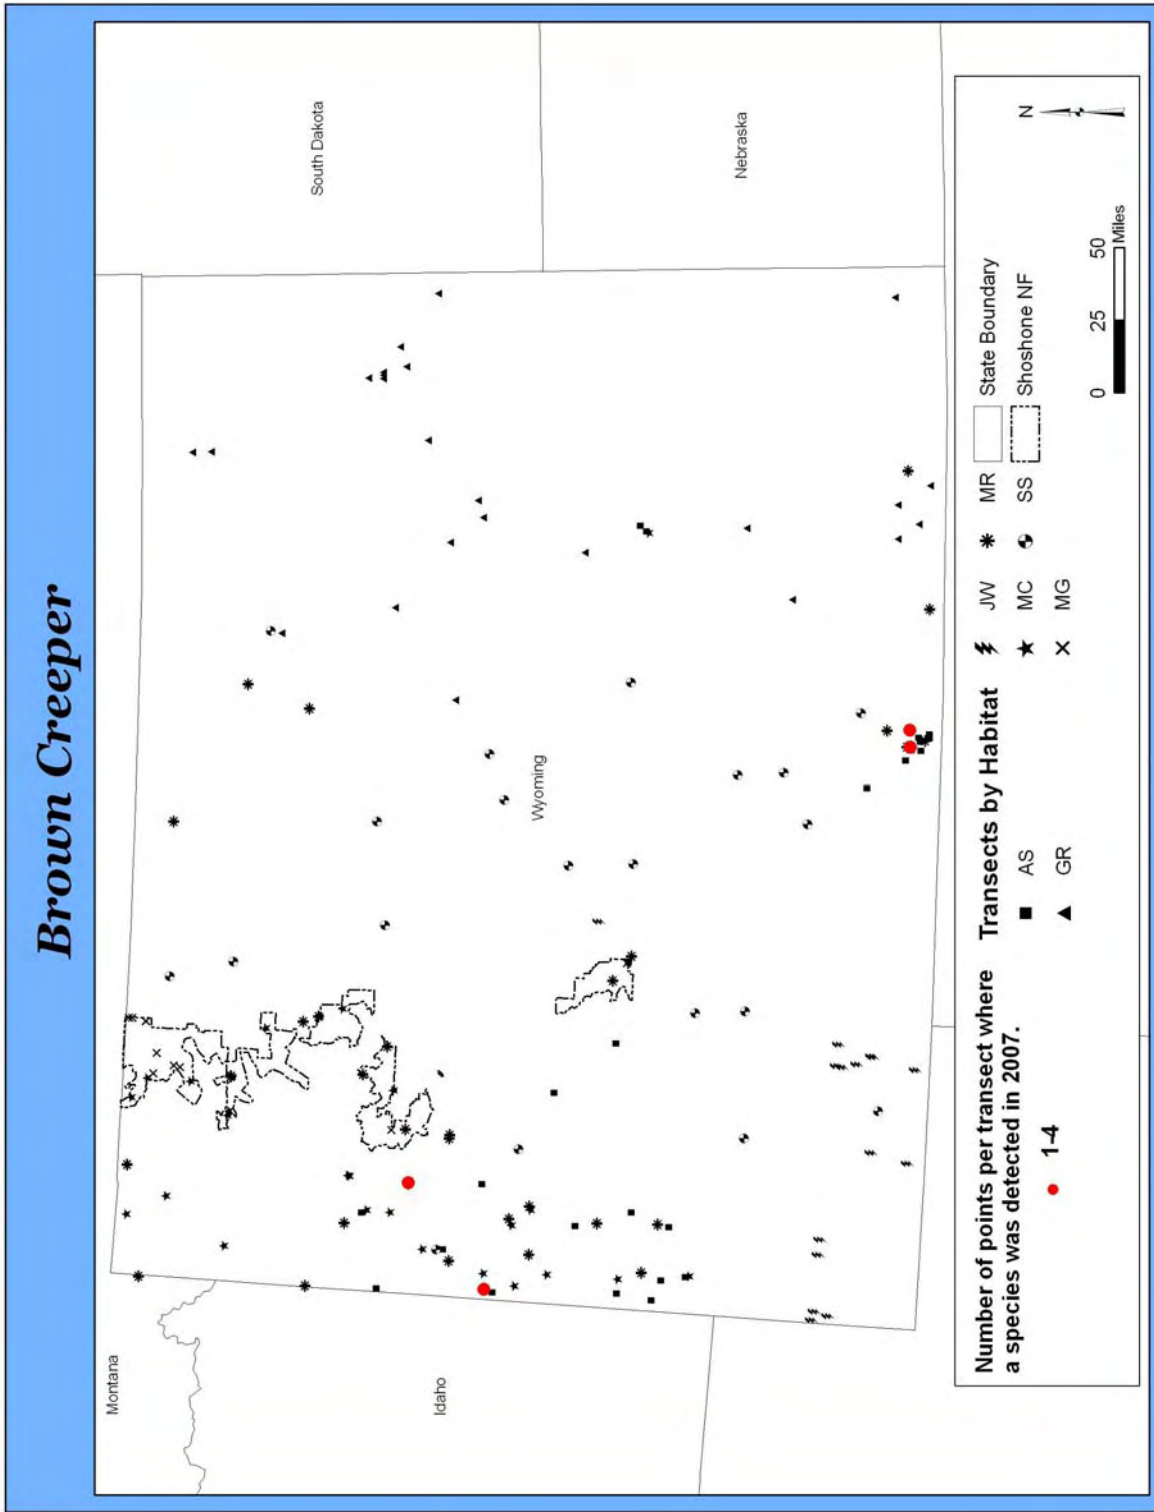 Brown Creeper
Montana
South Dakota
Idaho
Wyoming
Nebraska
Number of points per transect where
a species was detected in 2007.
1-4
Transects by Habitat
AS
GR
JW
MC
MG
MR
SS
State Boundary
Shoshone NF
N
0 25 50
Miles